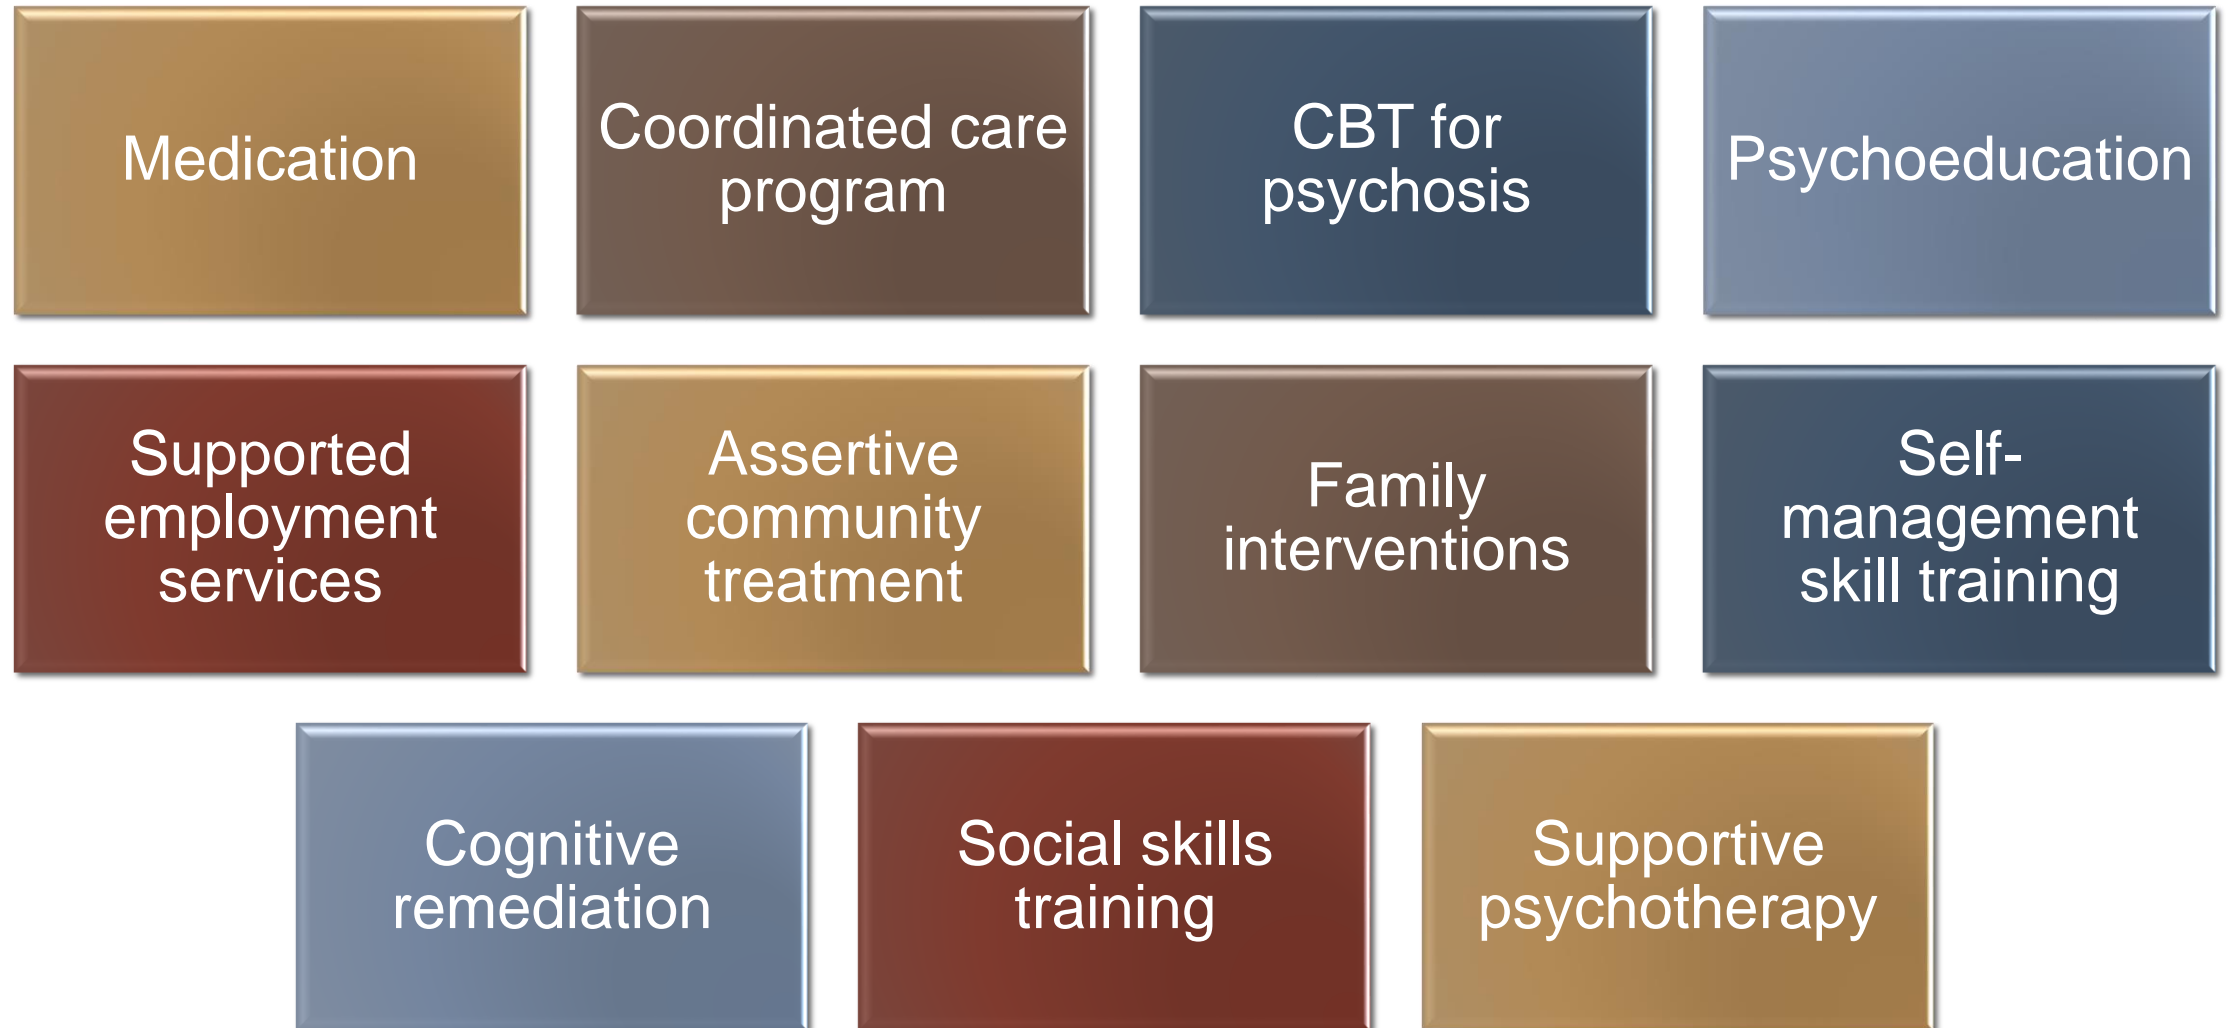 Medication
Coordinated care
program
CBT for
psychosis
Psychoeducation
Supported
employment
services
Assertive
community
treatment
Family
interventions
Self-
management
skill training
Cognitive
remediation
Social skills
training
Supportive
psychotherapy